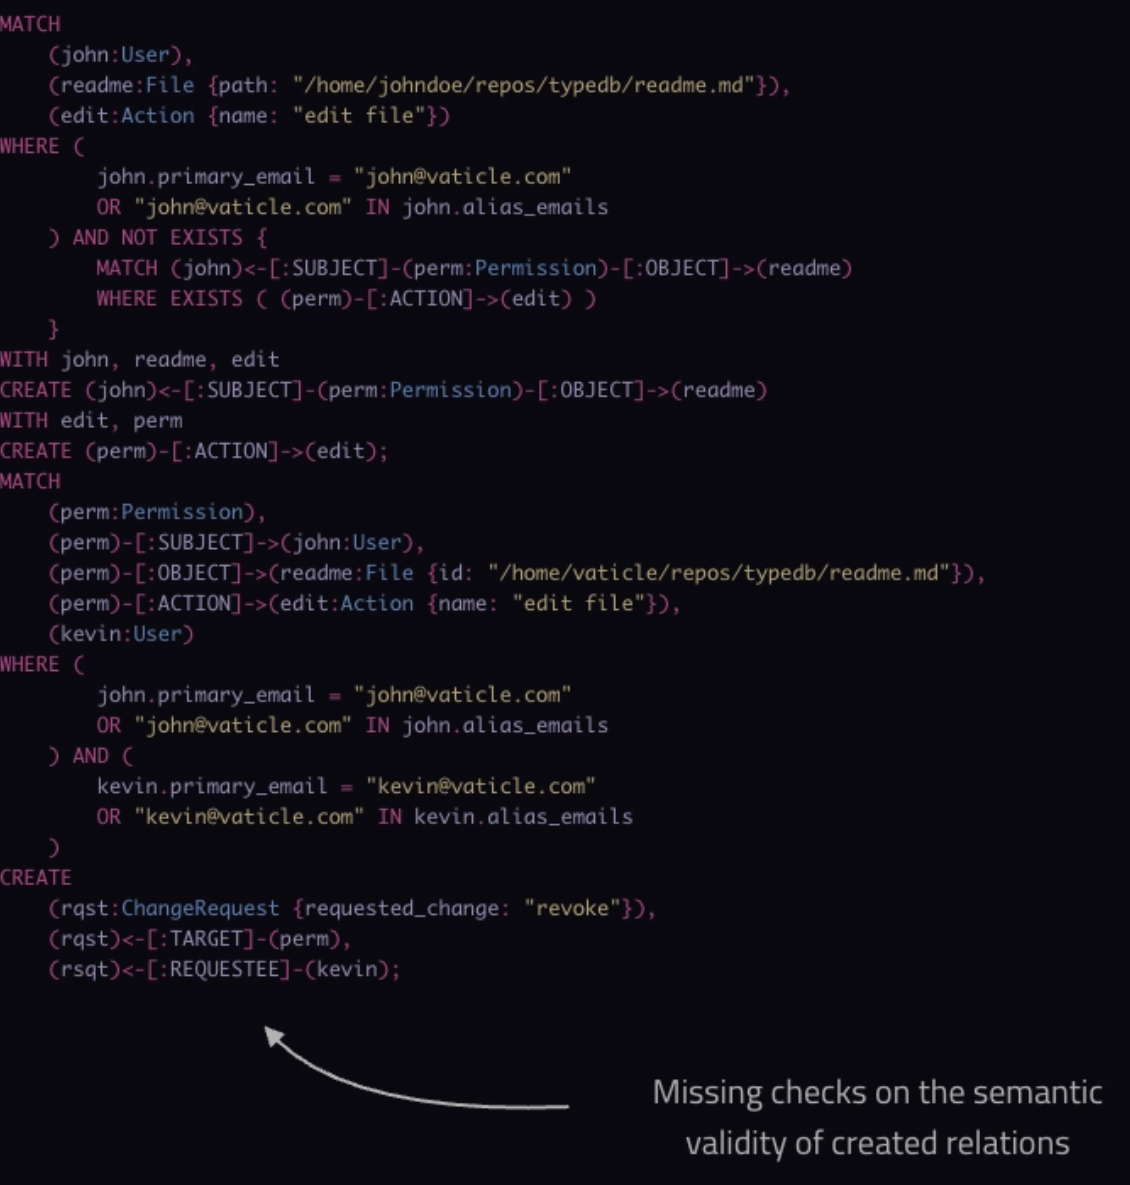 MATCH
    (john:User),
    (readme:File {path: "/home/johndoe/repos/typedb/readme.md"}),
    (edit:Action {name: "edit file"})
WHERE (
        john.primary_email = "john@vaticle.com"
        OR "john@vaticle.com" IN john.alias_emails
    ) AND NOT EXISTS {
        MATCH (john)<-[:SUBJECT]-(perm:Permission)-[:OBJECT]->(readme)
        WHERE EXISTS ( (perm)-[:ACTION]->(edit) )
    }
WITH john, readme, edit
CREATE (john)<-[:SUBJECT]-(perm:Permission)-[:OBJECT]->(readme)
WITH edit, perm
CREATE (perm)-[:ACTION]->(edit);
MATCH
    (perm:Permission),
    (perm)-[:SUBJECT]->(john:User),
    (perm)-[:OBJECT]->(readme:File {id: "/home/vaticle/repos/typedb/readme.md"}),
    (perm)-[:ACTION]->(edit:Action {name: "edit file"}),
    (kevin:User)
WHERE (
        john.primary_email = "john@vaticle.com"
        OR "john@vaticle.com" IN john.alias_emails
    ) AND (
        kevin.primary_email = "kevin@vaticle.com"
        OR "kevin@vaticle.com" IN kevin.alias_emails
    )
CREATE
    (rqst:ChangeRequest {requested_change: "revoke"}),
    (rqst)<-[:TARGET]-(perm),
    (rsqt)<-[:REQUESTEE]-(kevin);
Missing checks on the semantic
validity of created relations